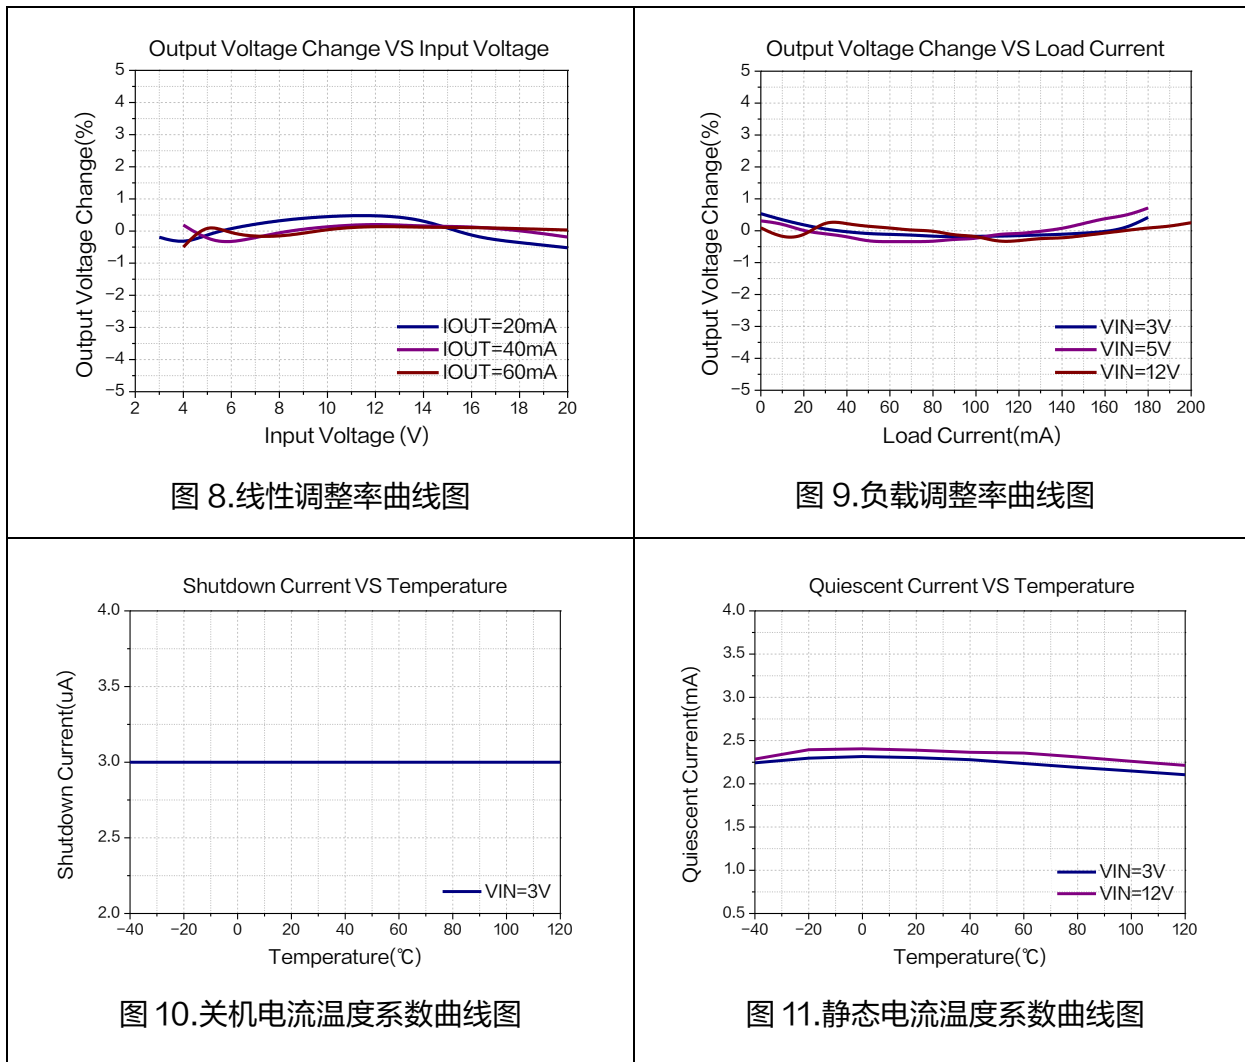 Output Voltage Change VS Input Voltage
Output Voltage Change(%)
5
4
3
2
1
0
−1
−2
−3
−4
−5
IOUT=20mA
IOUT=40mA
IOUT=60mA
2 4 6 8 10 12 14 16 18 20
Input Voltage (V)
图 8.线性调整率曲线图
Output Voltage Change VS Load Current
Output Voltage Change(%)
5
4
3
2
1
0
−1
−2
−3
−4
−5
VIN=3V
VIN=5V
VIN=12V
0 20 40 60 80 100 120 140 160 180 200
Load Current(mA)
图 9.负载调整率曲线图
Shutdown Current VS Temperature
Shutdown Current(uA)
4.0
3.5
3.0
2.5
2.0
VIN=3V
−40 −20 0 20 40 60 80 100 120
Temperature(℃)
图 10.关机电流温度系数曲线图
Quiescent Current VS Temperature
Quiescent Current(mA)
4.0
3.5
3.0
2.5
2.0
1.5
1.0
0.5
VIN=3V
VIN=12V
−40 −20 0 20 40 60 80 100 120
Temperature(℃)
图 11.静态电流温度系数曲线图